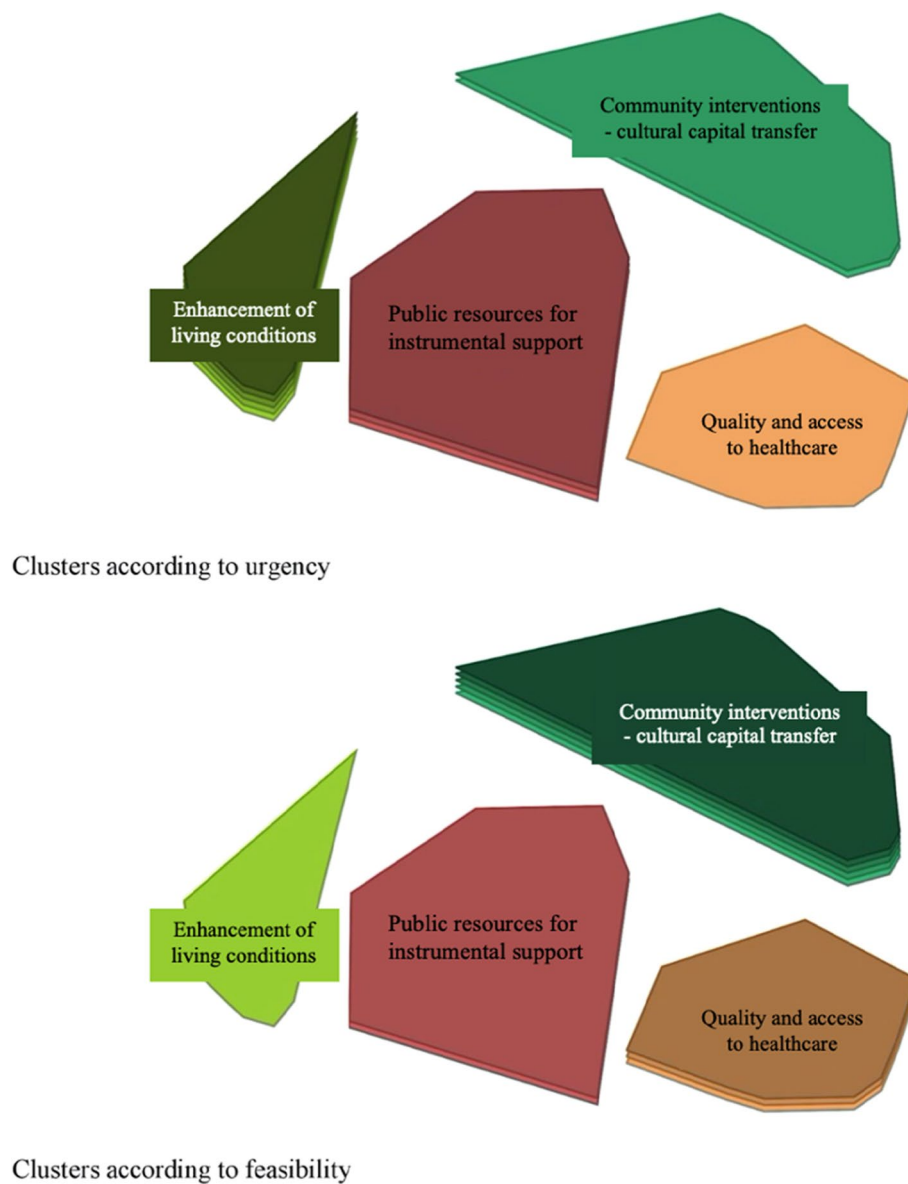 Community interventions
- cultural capital transfer
Enhancement of
living conditions
Public resources for
instrumental support
Quality and access
to healthcare
Clusters according to urgency
Community interventions
- cultural capital transfer
Enhancement of
living conditions
Public resources for
instrumental support
Quality and access
to healthcare
Clusters according to feasibility